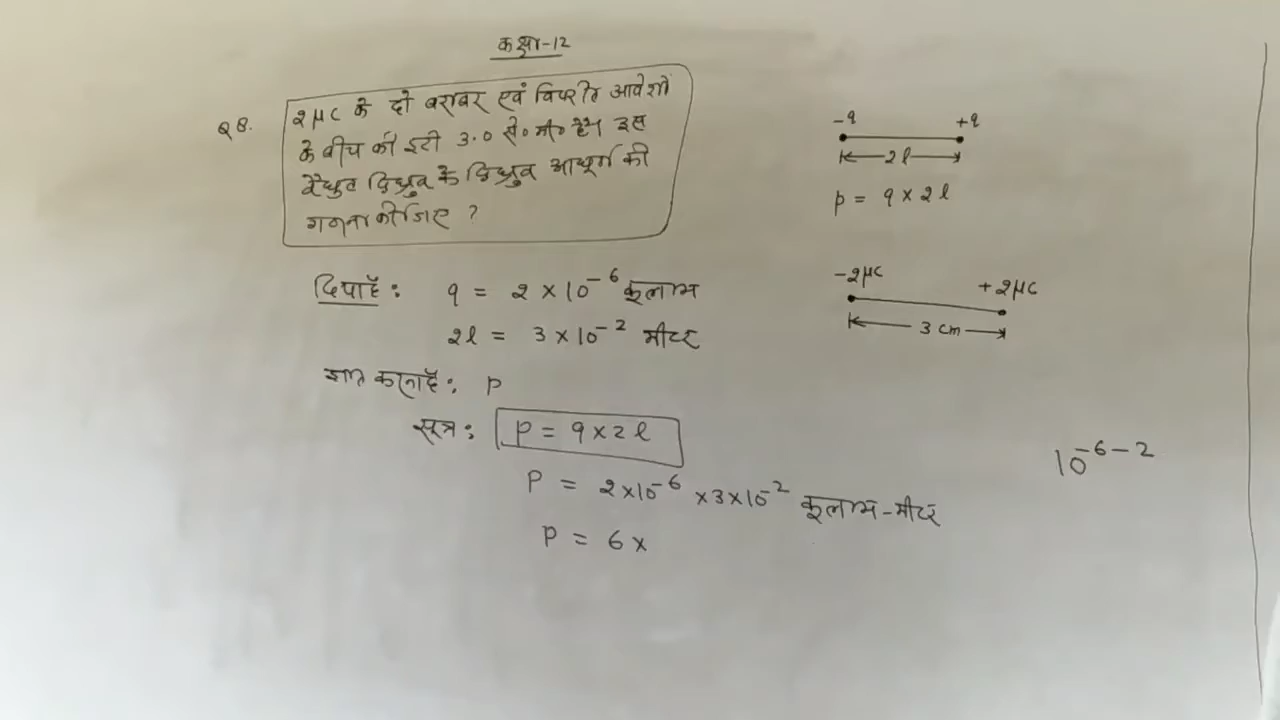 कक्षा-12
Q8. 2μC के दो बराबर एवं विपरीत आवेशों
के बीच की दूरी 3.0 से०मी० है। इस
वैद्युत द्विध्रुव के द्विध्रुव आघूर्ण की
गणना कीजिए ?
-q +q
2l
p = q × 2l
दिया है : q = 2 × 10⁻⁶ कूलाम
2l = 3 × 10⁻² मीटर
-2μC +2μC
3 cm
ज्ञात करना है : p
सूत्र : p = q × 2l
p = 2 × 10⁻⁶ × 3 × 10⁻² कूलाम-मीटर
p = 6 ×
10⁻⁶⁻²